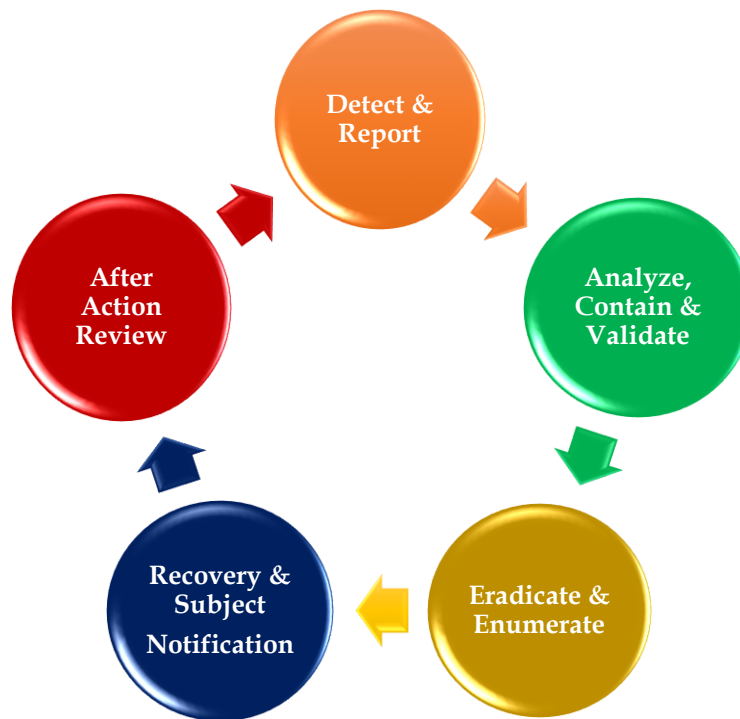 Detect &
Report
Analyze,
Contain &
Validate
Eradicate &
Enumerate
Recovery &
Subject
Notification
After
Action
Review